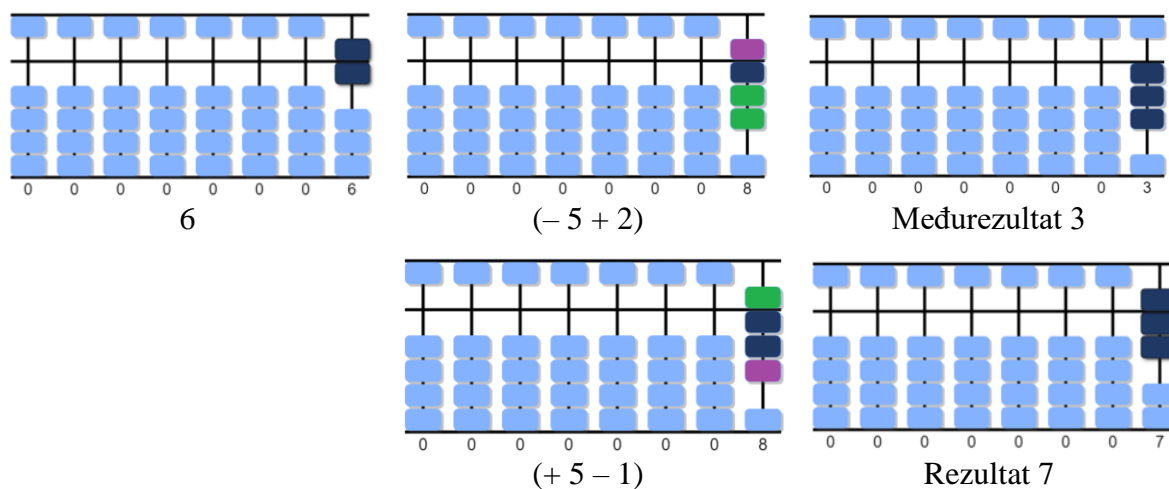 0 0 0 0 0 0 0 6
0 0 0 0 0 0 0 8
0 0 0 0 0 0 0 3
6
(– 5 + 2)
Međurezultat 3
0 0 0 0 0 0 0 8
0 0 0 0 0 0 0 7
(+ 5 – 1)
Rezultat 7